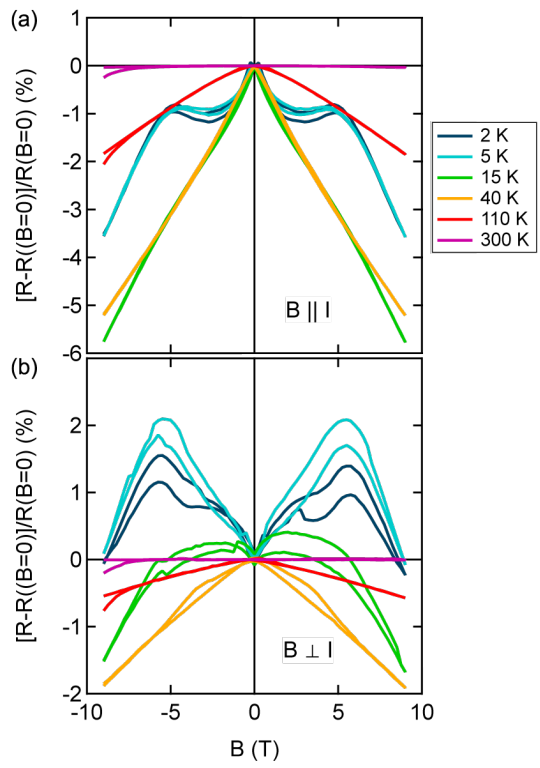 (a)
1
0
-1
-2
-3
-4
-5
-6
[R-R((B=0)]/R(B=0) (%)
B || I
2 K
5 K
15 K
40 K
110 K
300 K
(b)
2
1
0
-1
-2
[R-R((B=0)]/R(B=0) (%)
B ⊥ I
-10 -5 0 5 10
B (T)